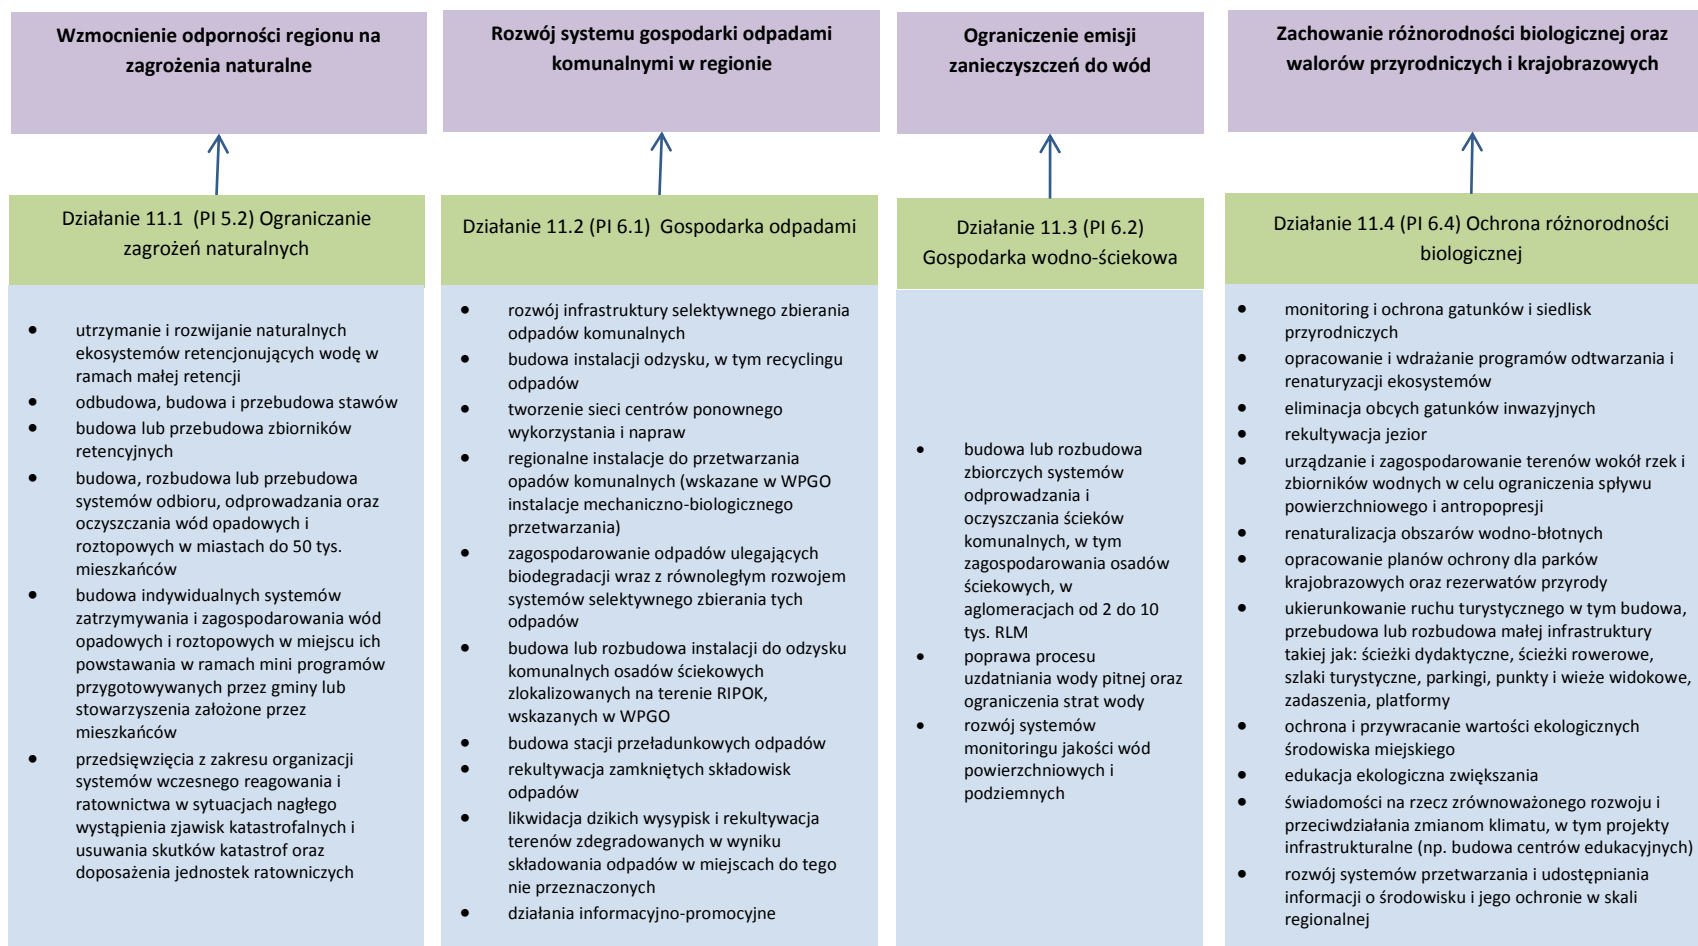 Wzmocnienie odporności regionu na
zagrożenia naturalne
Rozwój systemu gospodarki odpadami
komunalnymi w regionie
Ograniczenie emisji
zanieczyszczeń do wód
Zachowanie różnorodności biologicznej oraz
walorów przyrodniczych i krajobrazowych
Działanie 11.1 (PI 5.2) Ograniczanie
zagrożeń naturalnych
• utrzymanie i rozwijanie naturalnych
ekosystemów retencjonujących wodę w
ramach małej retencji
• odbudowa, budowa i przebudowa stawów
• budowa lub przebudowa zbiorników
retencyjnych
• budowa, rozbudowa lub przebudowa
systemów odbioru, odprowadzania oraz
oczyszczania wód opadowych i
roztopowych w miastach do 50 tys.
mieszkańców
• budowa indywidualnych systemów
zatrzymywania i zagospodarowania wód
opadowych i roztopowych w miejscu ich
powstawania w ramach mini programów
przygotowywanych przez gminy lub
stowarzyszenia założone przez
mieszkańców
• przedsięwzięcia z zakresu organizacji
systemów wczesnego reagowania i
ratownictwa w sytuacjach nagłego
wystąpienia zjawisk katastrofalnych i
usuwania skutków katastrof oraz
doposażenia jednostek ratowniczych
Działanie 11.2 (PI 6.1) Gospodarka odpadami
• rozwój infrastruktury selektywnego zbierania
odpadów komunalnych
• budowa instalacji odzysku, w tym recyclingu
odpadów
• tworzenie sieci centrów ponownego
wykorzystania i napraw
• regionalne instalacje do przetwarzania
opadów komunalnych (wskazane w WPGO
instalacje mechaniczno-biologicznego
przetwarzania)
• zagospodarowanie odpadów ulegających
biodegradacji wraz z równoległym rozwojem
systemów selektywnego zbierania tych
odpadów
• budowa lub rozbudowa instalacji do odzysku
komunalnych osadów ściekowych
zlokalizowanych na terenie RIPOK,
wskazanych w WPGO
• budowa stacji przeładunkowych odpadów
• rekultywacja zamkniętych składowisk
odpadów
• likwidacja dzikich wysypisk i rekultywacja
terenów zdegradowanych w wyniku
składowania odpadów w miejscach do tego
nie przeznaczonych
• działania informacyjno-promocyjne
Działanie 11.3 (PI 6.2)
Gospodarka wodno-ściekowa
• budowa lub rozbudowa
zbiorczych systemów
odprowadzania i
oczyszczania ścieków
komunalnych, w tym
zagospodarowania osadów
ściekowych, w
aglomeracjach od 2 do 10
tys. RLM
• poprawa procesu
uzdatniania wody pitnej oraz
ograniczenia strat wody
• rozwój systemów
monitoringu jakości wód
powierzchniowych i
podziemnych
Działanie 11.4 (PI 6.4) Ochrona różnorodności
biologicznej
• monitoring i ochrona gatunków i siedlisk
przyrodniczych
• opracowanie i wdrażanie programów odtwarzania i
renaturyzacji ekosystemów
• eliminacja obcych gatunków inwazyjnych
• rekultywacja jezior
• urządzanie i zagospodarowanie terenów wokół rzek i
zbiorników wodnych w celu ograniczenia spływu
powierzchniowego i antropopresji
• renaturalizacja obszarów wodno-błotnych
• opracowanie planów ochrony dla parków
krajobrazowych oraz rezerwatów przyrody
• ukierunkowanie ruchu turystycznego w tym budowa,
przebudowa lub rozbudowa małej infrastruktury
takiej jak: ścieżki dydaktyczne, ścieżki rowerowe,
szlaki turystyczne, parkingi, punkty i wieże widokowe,
zadaszenia, platformy
• ochrona i przywracanie wartości ekologicznych
środowiska miejskiego
• edukacja ekologiczna zwiększania
• świadomości na rzecz zrównoważonego rozwoju i
przeciwdziałania zmianom klimatu, w tym projekty
infrastrukturalne (np. budowa centrów edukacyjnych)
• rozwój systemów przetwarzania i udostępniania
informacji o środowisku i jego ochronie w skali
regionalnej